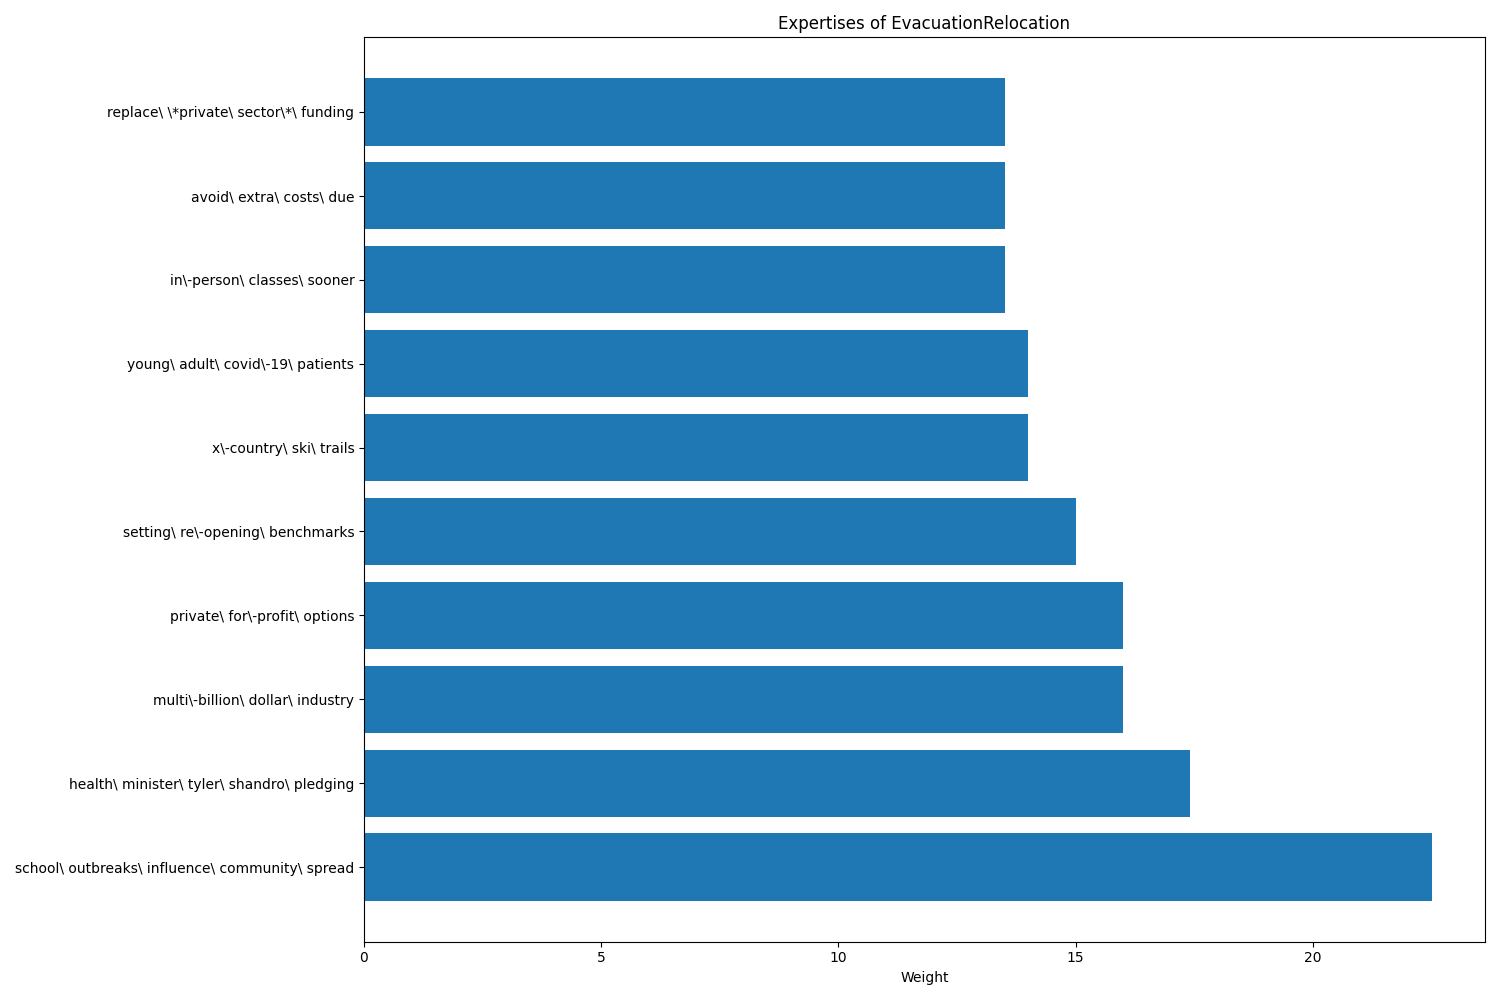 Expertises of EvacuationRelocation
replace\ \*private\ sector\*\ funding
avoid\ extra\ costs\ due
in\-person\ classes\ sooner
young\ adult\ covid\-19\ patients
x\-country\ ski\ trails
setting\ re\-opening\ benchmarks
private\ for\-profit\ options
multi\-billion\ dollar\ industry
health\ minister\ tyler\ shandro\ pledging
school\ outbreaks\ influence\ community\ spread
0 5 10 15 20
Weight